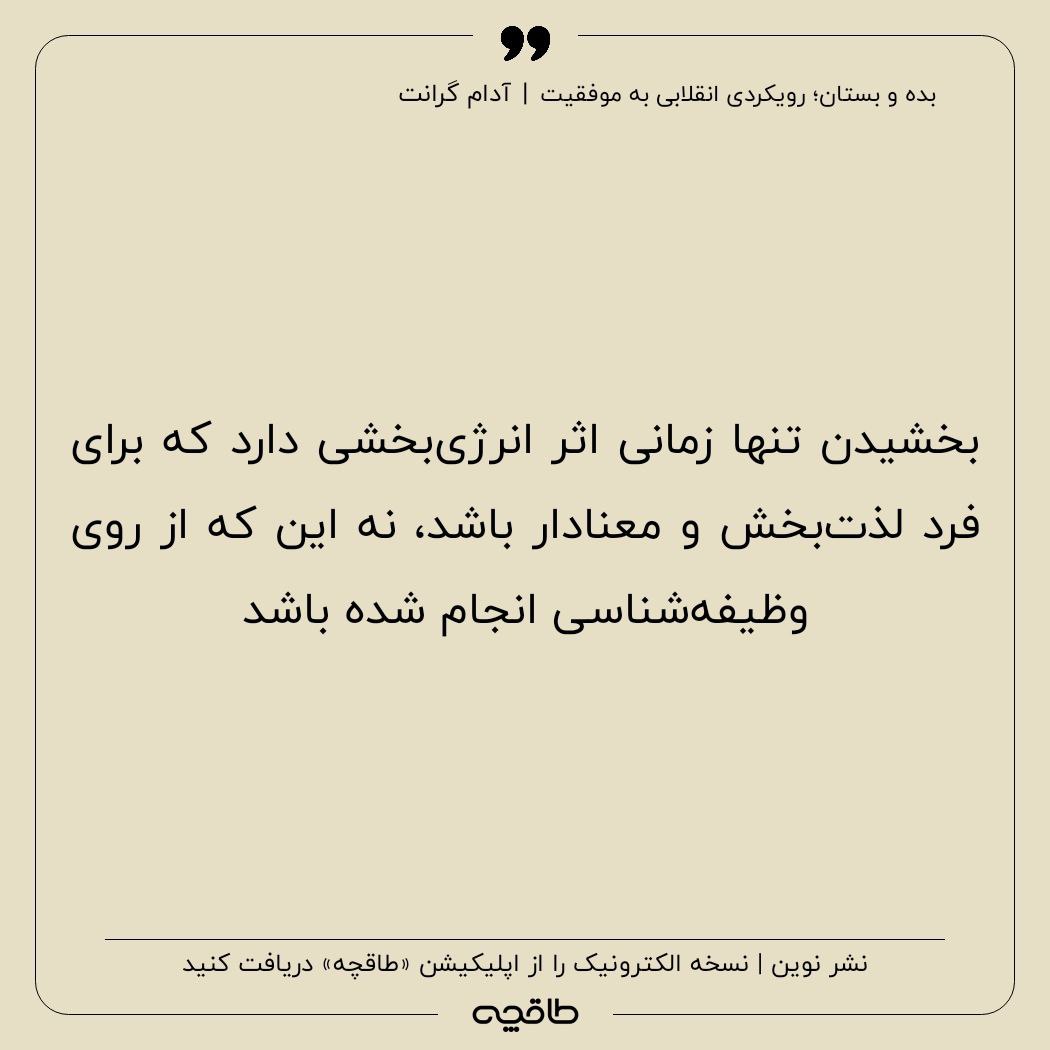 بده و بستان؛ رویکردی انقلابی به موفقیت | آدام گرانت
بخشیدن تنها زمانی اثر انرژی‌بخشی دارد که برای
فرد لذت‌بخش و معنادار باشد، نه این که از روی
وظیفه‌شناسی انجام شده باشد
نشر نوین | نسخه الکترونیک را از اپلیکیشن «طاقچه» دریافت کنید
طاقچه